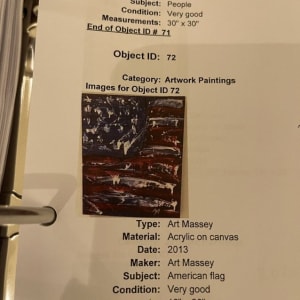 Subject: People
Condition: Very good
Measurements: 30" x 30"
End of Object ID # 71
Object ID: 72
Category: Artwork Paintings
Images for Object ID 72
Type: Art Massey
Material: Acrylic on canvas
Date: 2013
Maker: Art Massey
Subject: American flag
Condition: Very good